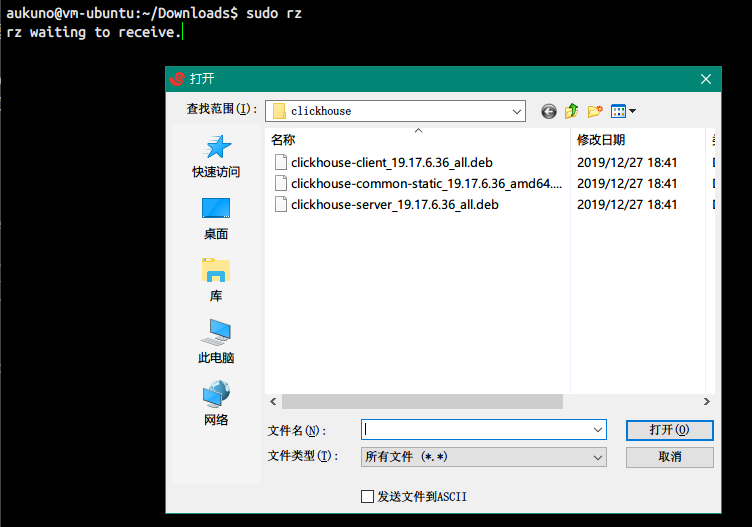 aukuno@vm-ubuntu:~/Downloads$ sudo rz
rz waiting to receive.
打开
查找范围(I): clickhouse
名称 修改日期
clickhouse-client_19.17.6.36_all.deb 2019/12/27 18:41
clickhouse-common-static_19.17.6.36_amd64.... 2019/12/27 18:41
clickhouse-server_19.17.6.36_all.deb 2019/12/27 18:41
快速访问
桌面
库
此电脑
网络
文件名(N): 打开(O)
文件类型(T): 所有文件 (*.*) 取消
发送文件到ASCII